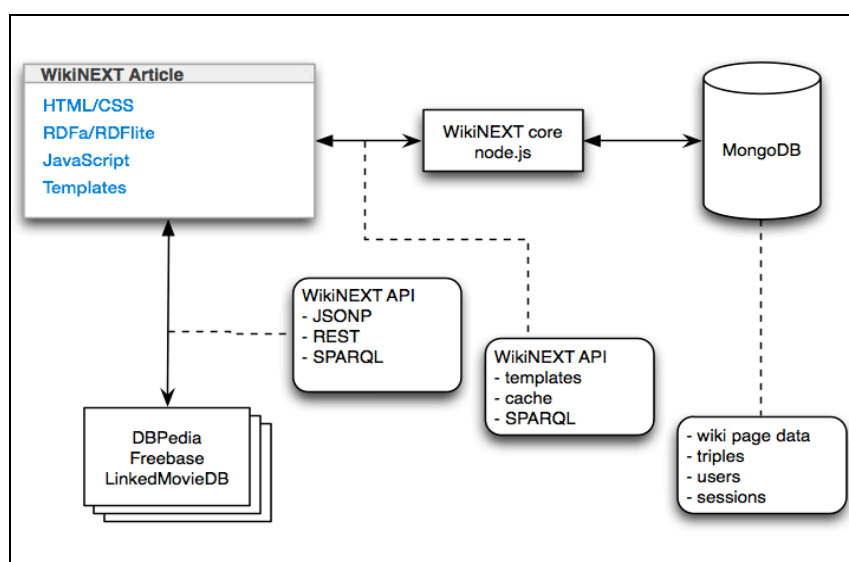 WikiNEXT Article
HTML/CSS
RDFa/RDFlite
JavaScript
Templates
WikiNEXT core
node.js
MongoDB
WikiNEXT API
- JSONP
- REST
- SPARQL
WikiNEXT API
- templates
- cache
- SPARQL
DBPedia
Freebase
LinkedMovieDB
- wiki page data
- triples
- users
- sessions